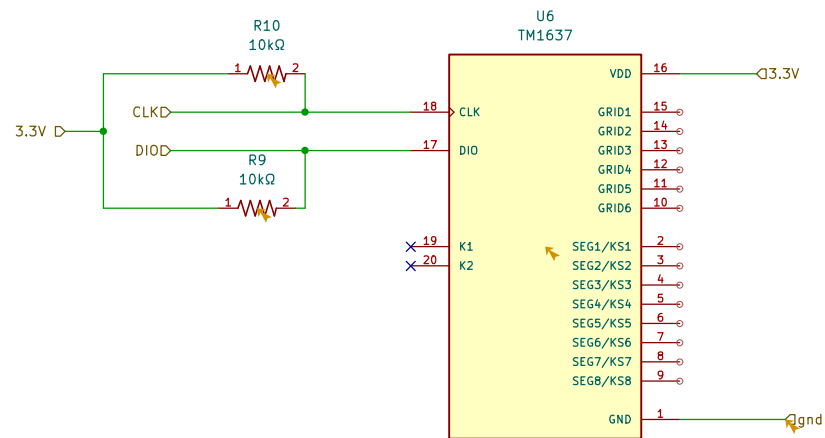 U6
TM1637
R10
10kΩ
1 2
3.3V
CLK
DIO
R9
10kΩ
1 2
18 CLK
17 DIO
19 K1
20 K2
VDD 16
3.3V
GRID1 15
GRID2 14
GRID3 13
GRID4 12
GRID5 11
GRID6 10
SEG1/KS1 2
SEG2/KS2 3
SEG3/KS3 4
SEG4/KS4 5
SEG5/KS5 6
SEG6/KS6 7
SEG7/KS7 8
SEG8/KS8 9
GND 1
gnd